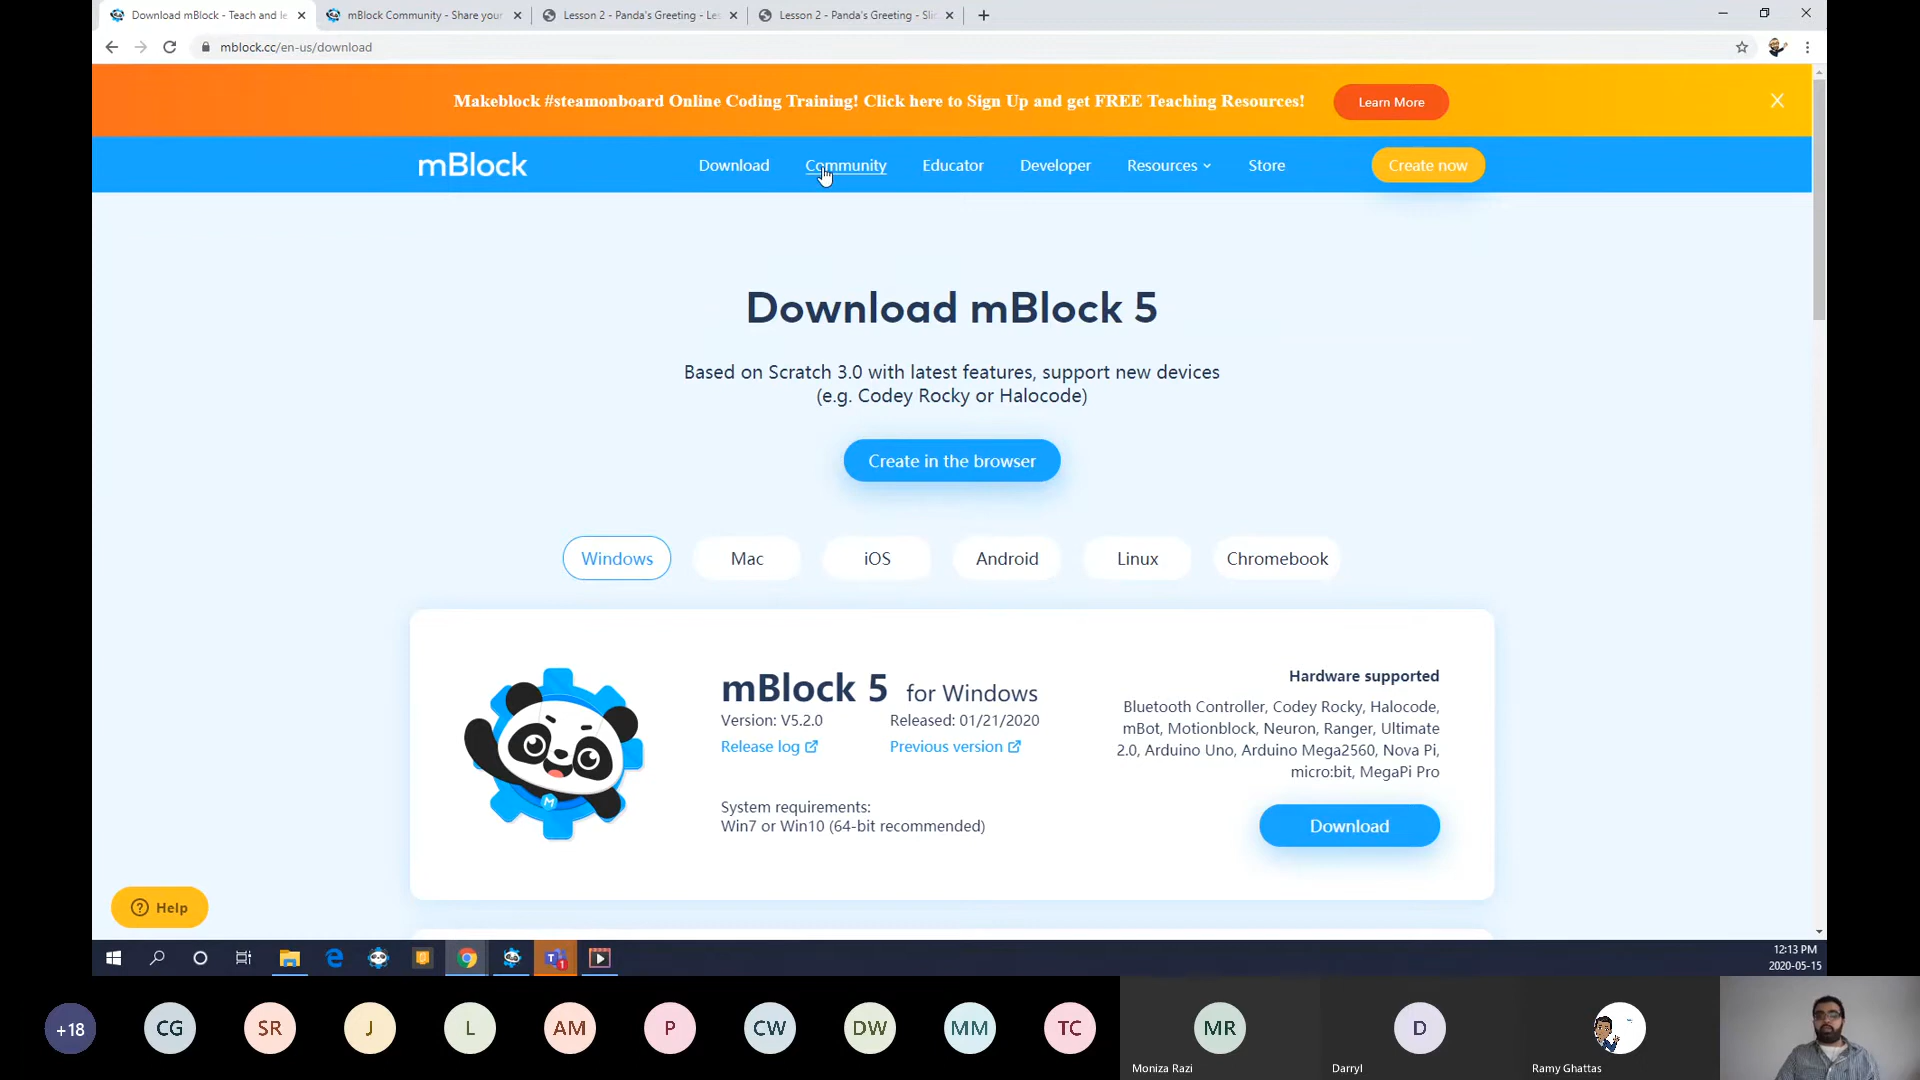 Download mBlock - Teach and le
mBlock Community - Share your
Lesson 2 - Panda's Greeting - Le
Lesson 2 - Panda's Greeting - Sli
mblock.cc/en-us/download
Makeblock #steamonboard Online Coding Training! Click here to Sign Up and get FREE Teaching Resources!
Learn More
mBlock
Download
Community
Educator
Developer
Resources
Store
Create now
Download mBlock 5
Based on Scratch 3.0 with latest features, support new devices
(e.g. Codey Rocky or Halocode)
Create in the browser
Windows
Mac
iOS
Android
Linux
Chromebook
mBlock 5 for Windows
Version: V5.2.0
Released: 01/21/2020
Release log
Previous version
System requirements:
Win7 or Win10 (64-bit recommended)
Hardware supported
Bluetooth Controller, Codey Rocky, Halocode,
mBot, Motionblock, Neuron, Ranger, Ultimate
2.0, Arduino Uno, Arduino Mega2560, Nova Pi,
micro:bit, MegaPi Pro
Download
Help
12:13 PM
2020-05-15
+18
CG
SR
J
L
AM
P
CW
DW
MM
TC
MR
D
Moniza Razi
Darryl
Ramy Ghattas